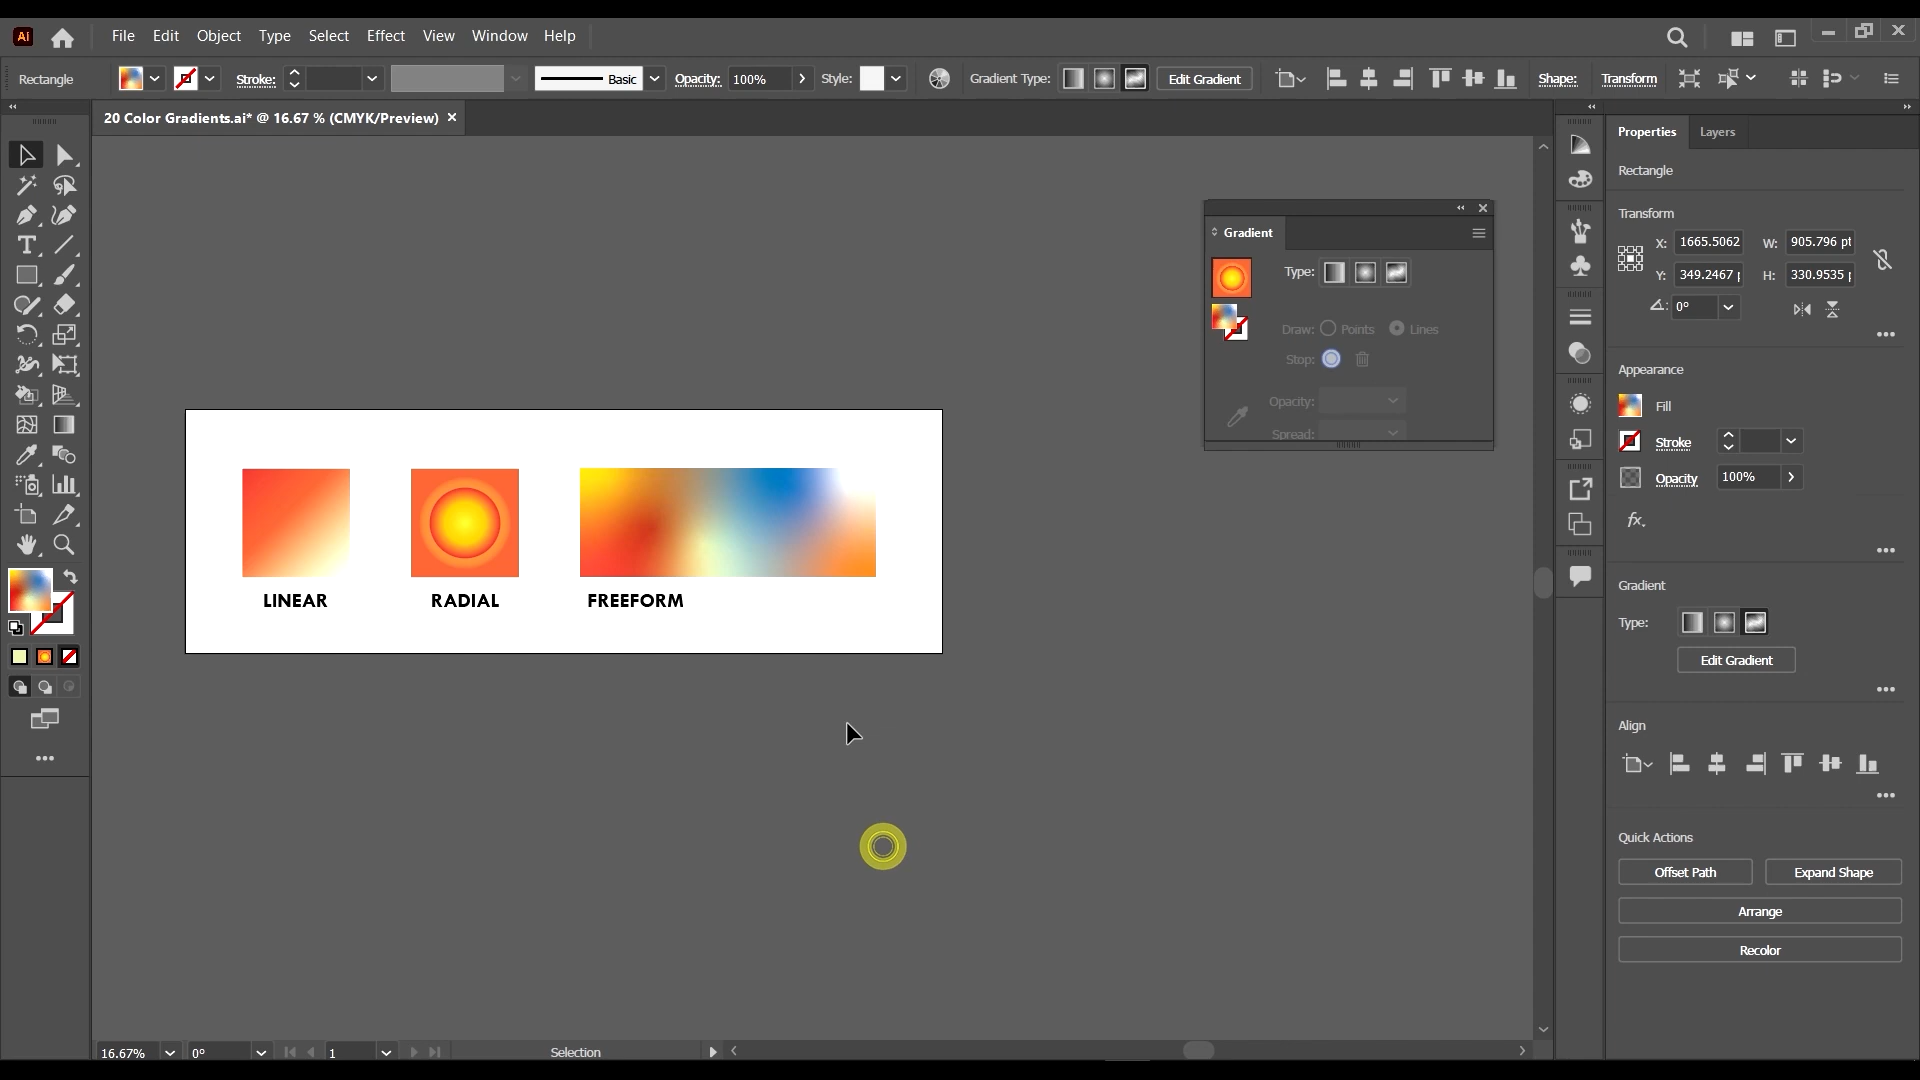 Ai File Edit Object Type Select Effect View Window Help
Rectangle Stroke: Basic Opacity: 100% Style: Gradient Type: Edit Gradient Shape: Transform
20 Color Gradients.ai* @ 16.67 % (CMYK/Preview)
Properties Layers
Rectangle
Transform
X: 1665.5062 W: 905.796 pt
Y: 349.2467 H: 330.9535
0°
Appearance
Fill
Stroke
Opacity 100%
fx.
Gradient
Type:
Edit Gradient
Align
Quick Actions
Offset Path Expand Shape
Arrange
Recolor
Gradient
Type:
Draw: Points Lines
Stop:
Opacity:
Spread:
LINEAR RADIAL FREEFORM
16.67% 0° 1 Selection